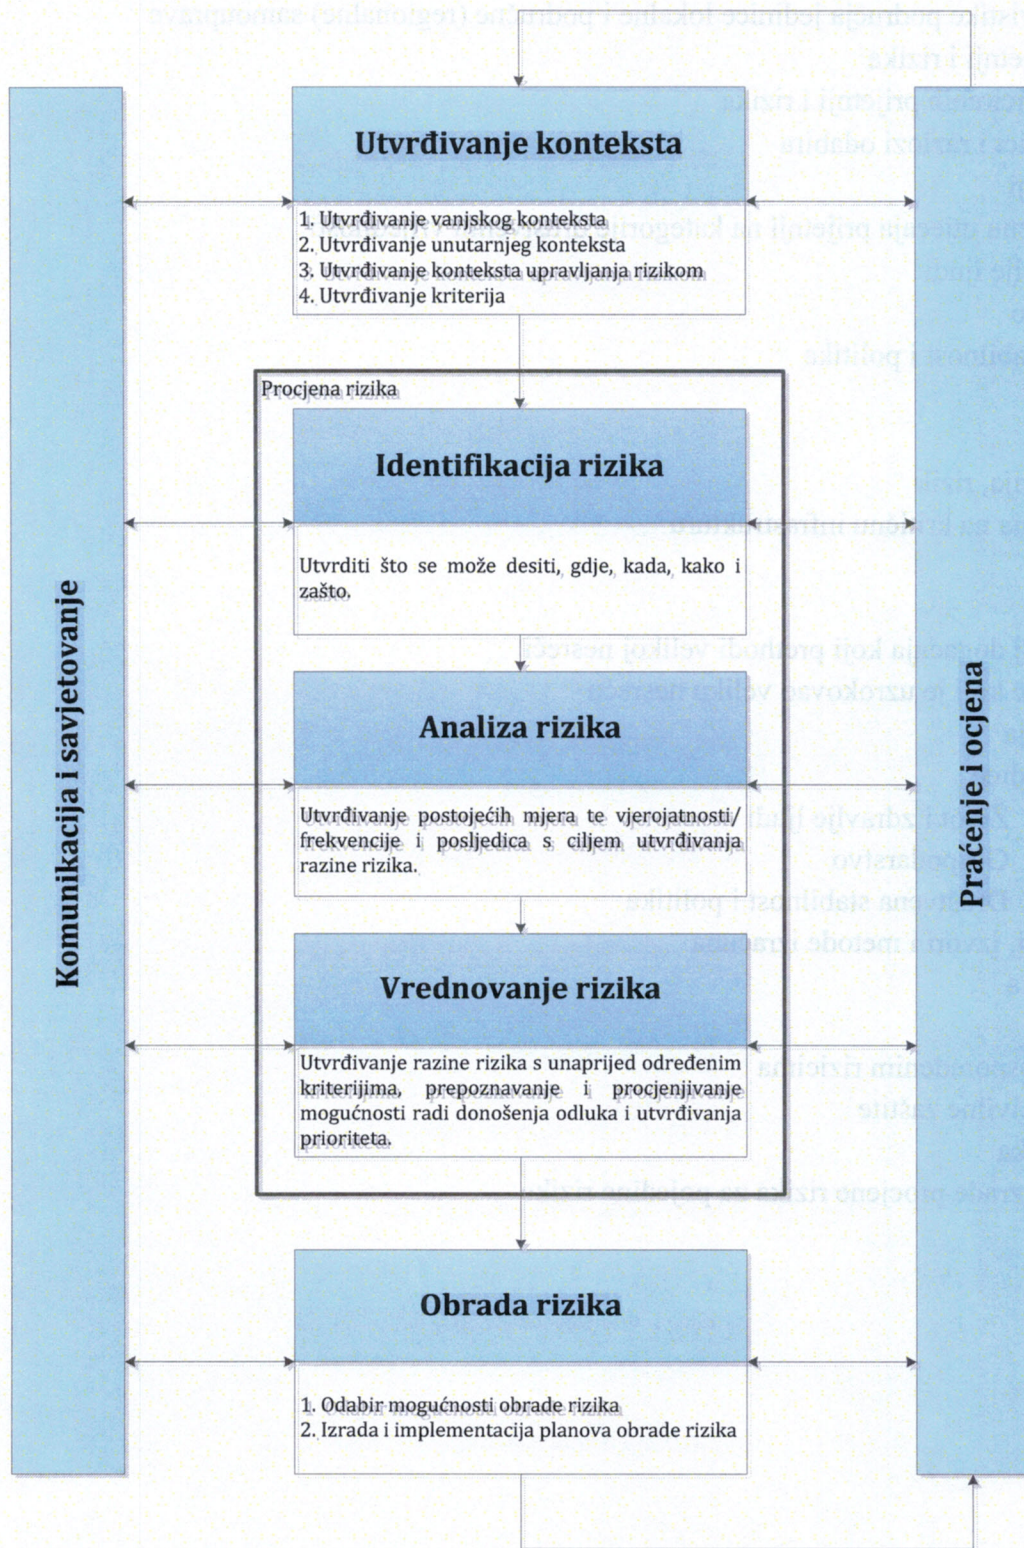 Utvrđivanje konteksta
1. Utvrđivanje vanjskog konteksta
2. Utvrđivanje unutarnjeg konteksta
3. Utvrđivanje konteksta upravljanja rizikom
4. Utvrđivanje kriterija
Procjena rizika
Identifikacija rizika
Utvrditi što se može desiti, gdje, kada, kako i
zašto.
Analiza rizika
Utvrđivanje postojećih mjera te vjerojatnosti/
frekvencije i posljedica s ciljem utvrđivanja
razine rizika.
Vrednovanje rizika
Utvrđivanje razine rizika s unaprijed određenim
kriterijima, prepoznavanje i procjenjivanje
mogućnosti radi donošenja odluka i utvrđivanja
prioriteta.
Obrada rizika
1. Odabir mogućnosti obrade rizika
2. Izrada i implementacija planova obrade rizika
Komunikacija i savjetovanje
Praćenje i ocjena